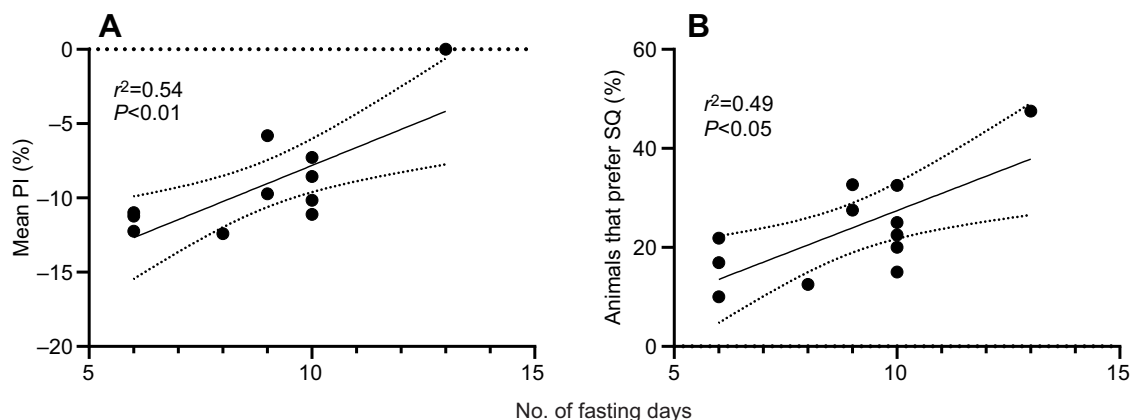 A
0
–5
–10
–15
–20
5
10
15
Mean PI (%)
r²=0.54
P<0.01
B
60
40
20
0
5
10
15
Animals that prefer SQ (%)
r²=0.49
P<0.05
No. of fasting days